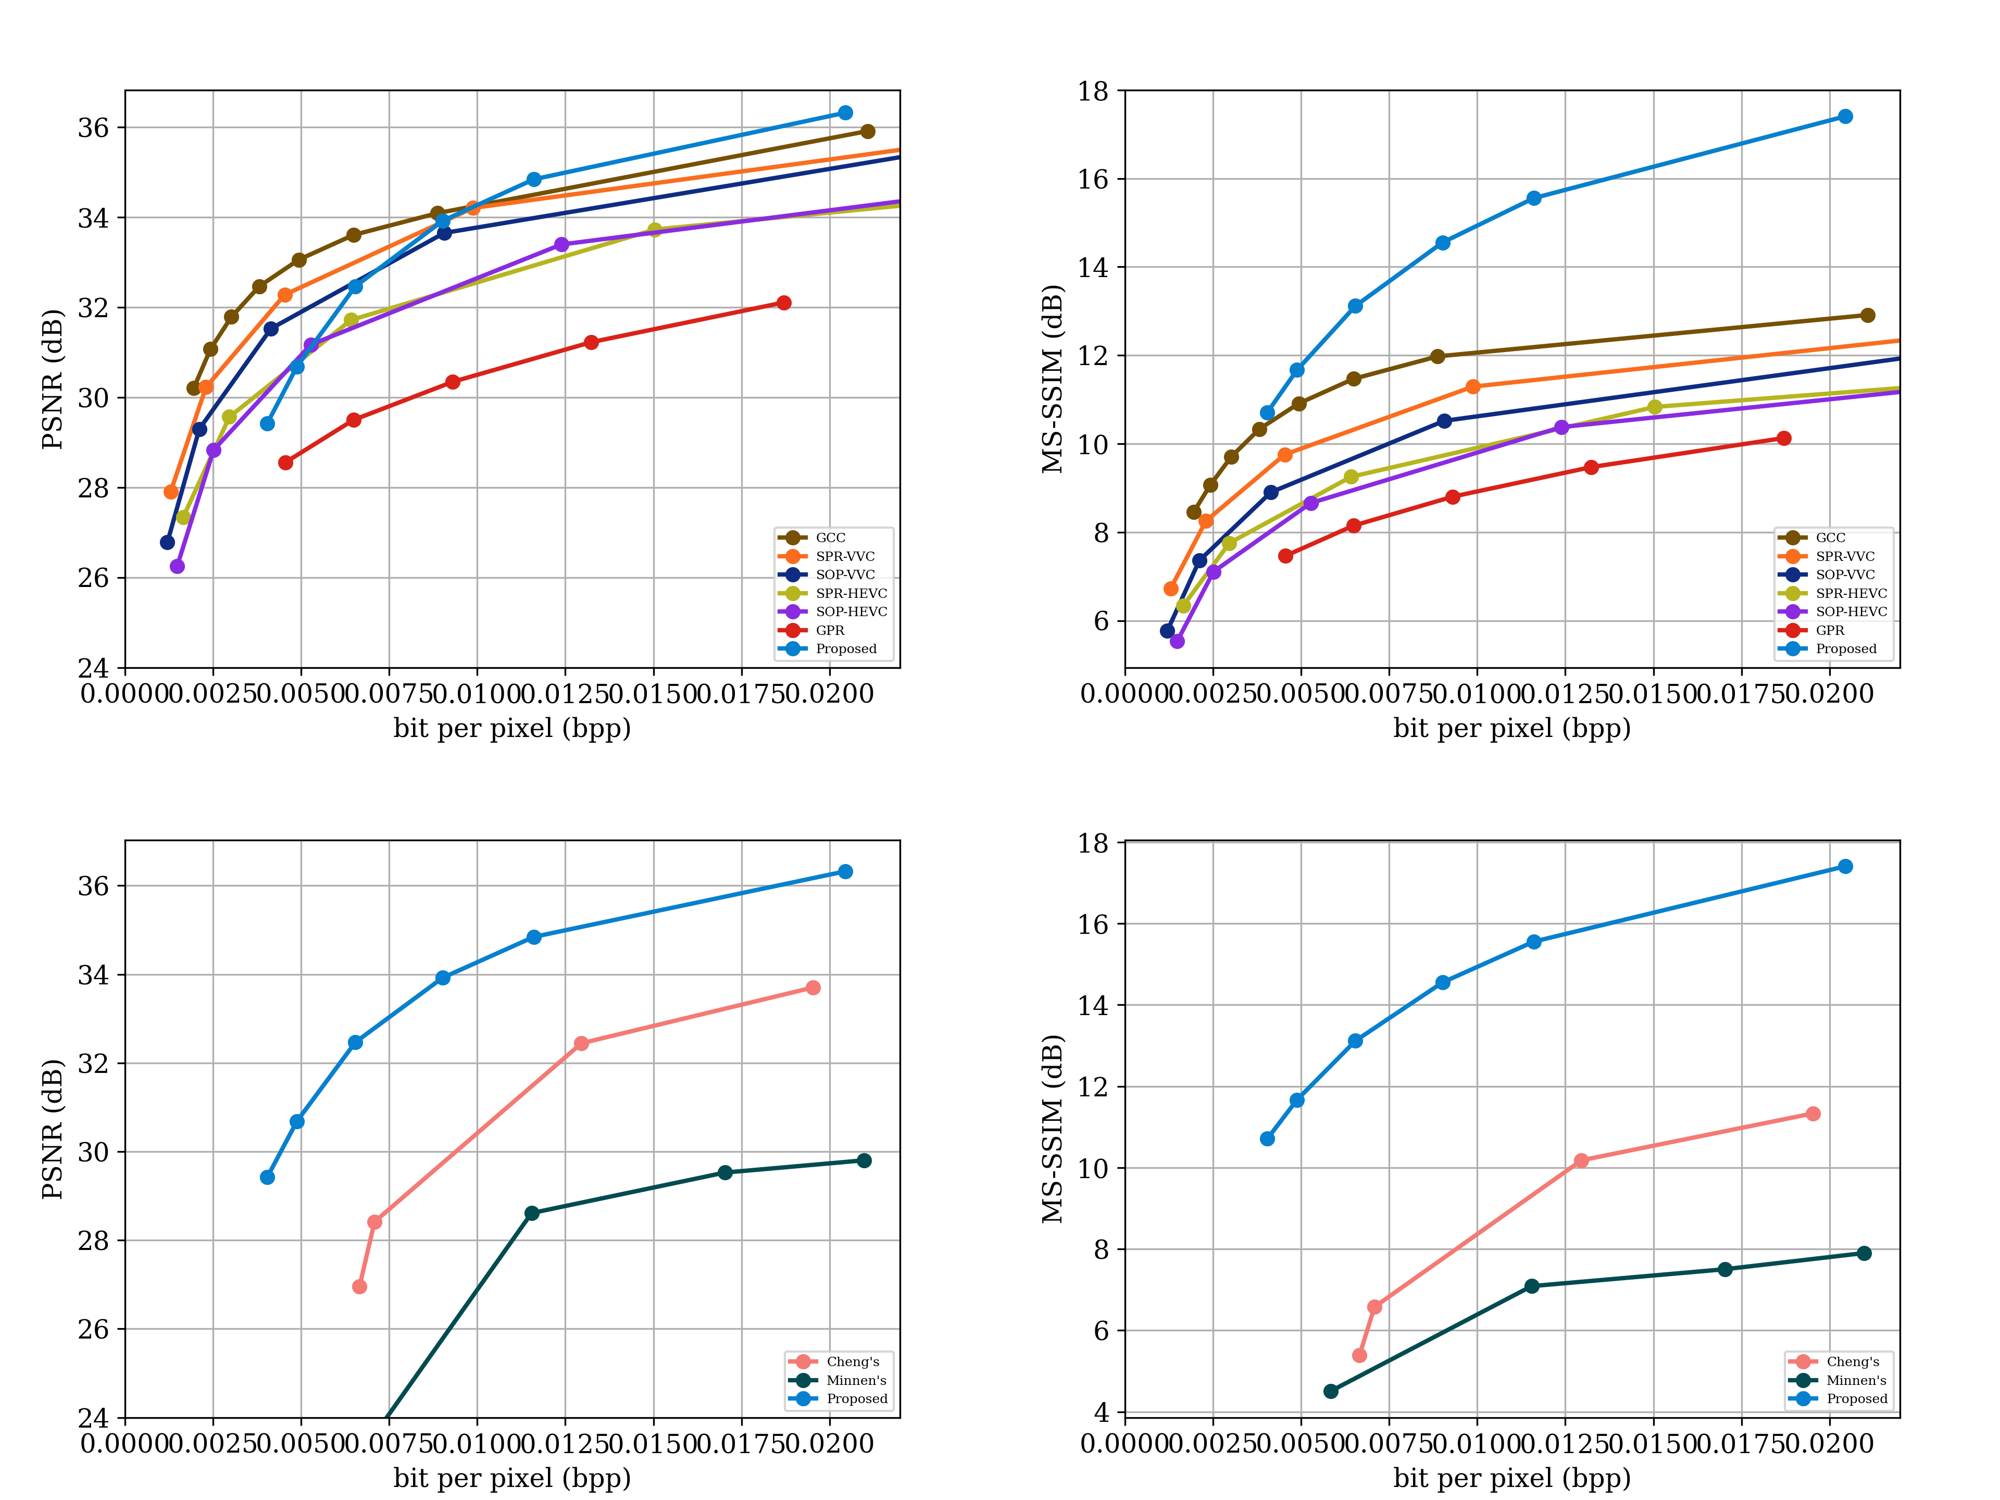 36
34
32
30
28
26
24
PSNR (dB)
0.0000 0.0025 0.0050 0.0075 0.0100 0.0125 0.0150 0.0175 0.0200
bit per pixel (bpp)
GCC
SPR-VVC
SOP-VVC
SPR-HEVC
SOP-HEVC
GPR
Proposed
18
16
14
12
10
8
6
MS-SSIM (dB)
0.0000 0.0025 0.0050 0.0075 0.0100 0.0125 0.0150 0.0175 0.0200
bit per pixel (bpp)
GCC
SPR-VVC
SOP-VVC
SPR-HEVC
SOP-HEVC
GPR
Proposed
36
34
32
30
28
26
24
PSNR (dB)
0.0000 0.0025 0.0050 0.0075 0.0100 0.0125 0.0150 0.0175 0.0200
bit per pixel (bpp)
Cheng's
Minnen's
Proposed
18
16
14
12
10
8
6
4
MS-SSIM (dB)
0.0000 0.0025 0.0050 0.0075 0.0100 0.0125 0.0150 0.0175 0.0200
bit per pixel (bpp)
Cheng's
Minnen's
Proposed